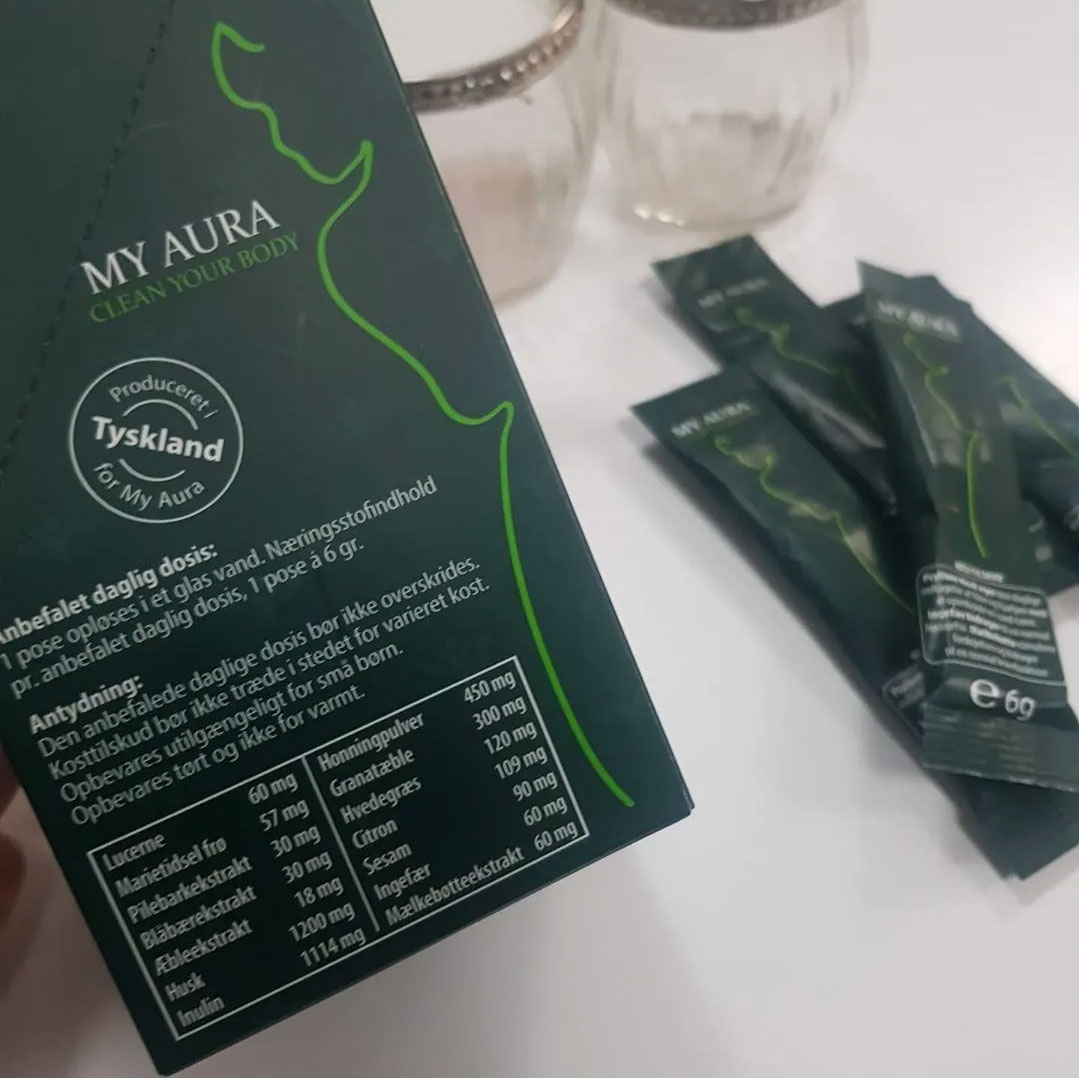 MY AURA
CLEAN YOUR BODY
Produceret i
Tyskland
for My Aura
Anbefalet daglig dosis:
1 pose opløses i et glas vand. Næringsstofindhold
pr. anbefalet daglig dosis, 1 pose á 6 gr.
Antydning:
Den anbefalede daglige dosis bør ikke overskrides.
Kosttilskud bør ikke træde i stedet for varieret kost.
Opbevares utilgængeligt for små børn.
Opbevares tørt og ikke for varmt.
Lucerne 60 mg
Marietidsel frø 57 mg
Pilebarkekstrakt 30 mg
Blåbærekstrakt 30 mg
Æbleekstrakt 18 mg
Husk 1200 mg
Inulin 1114 mg
Honningpulver 450 mg
Granatæble 300 mg
Hvedegræs 120 mg
Citron 109 mg
Sesam 90 mg
Ingefær 60 mg
Mælkebøtteekstrakt 60 mg
MY AURA
MY AURA
MY AURA
e 6g